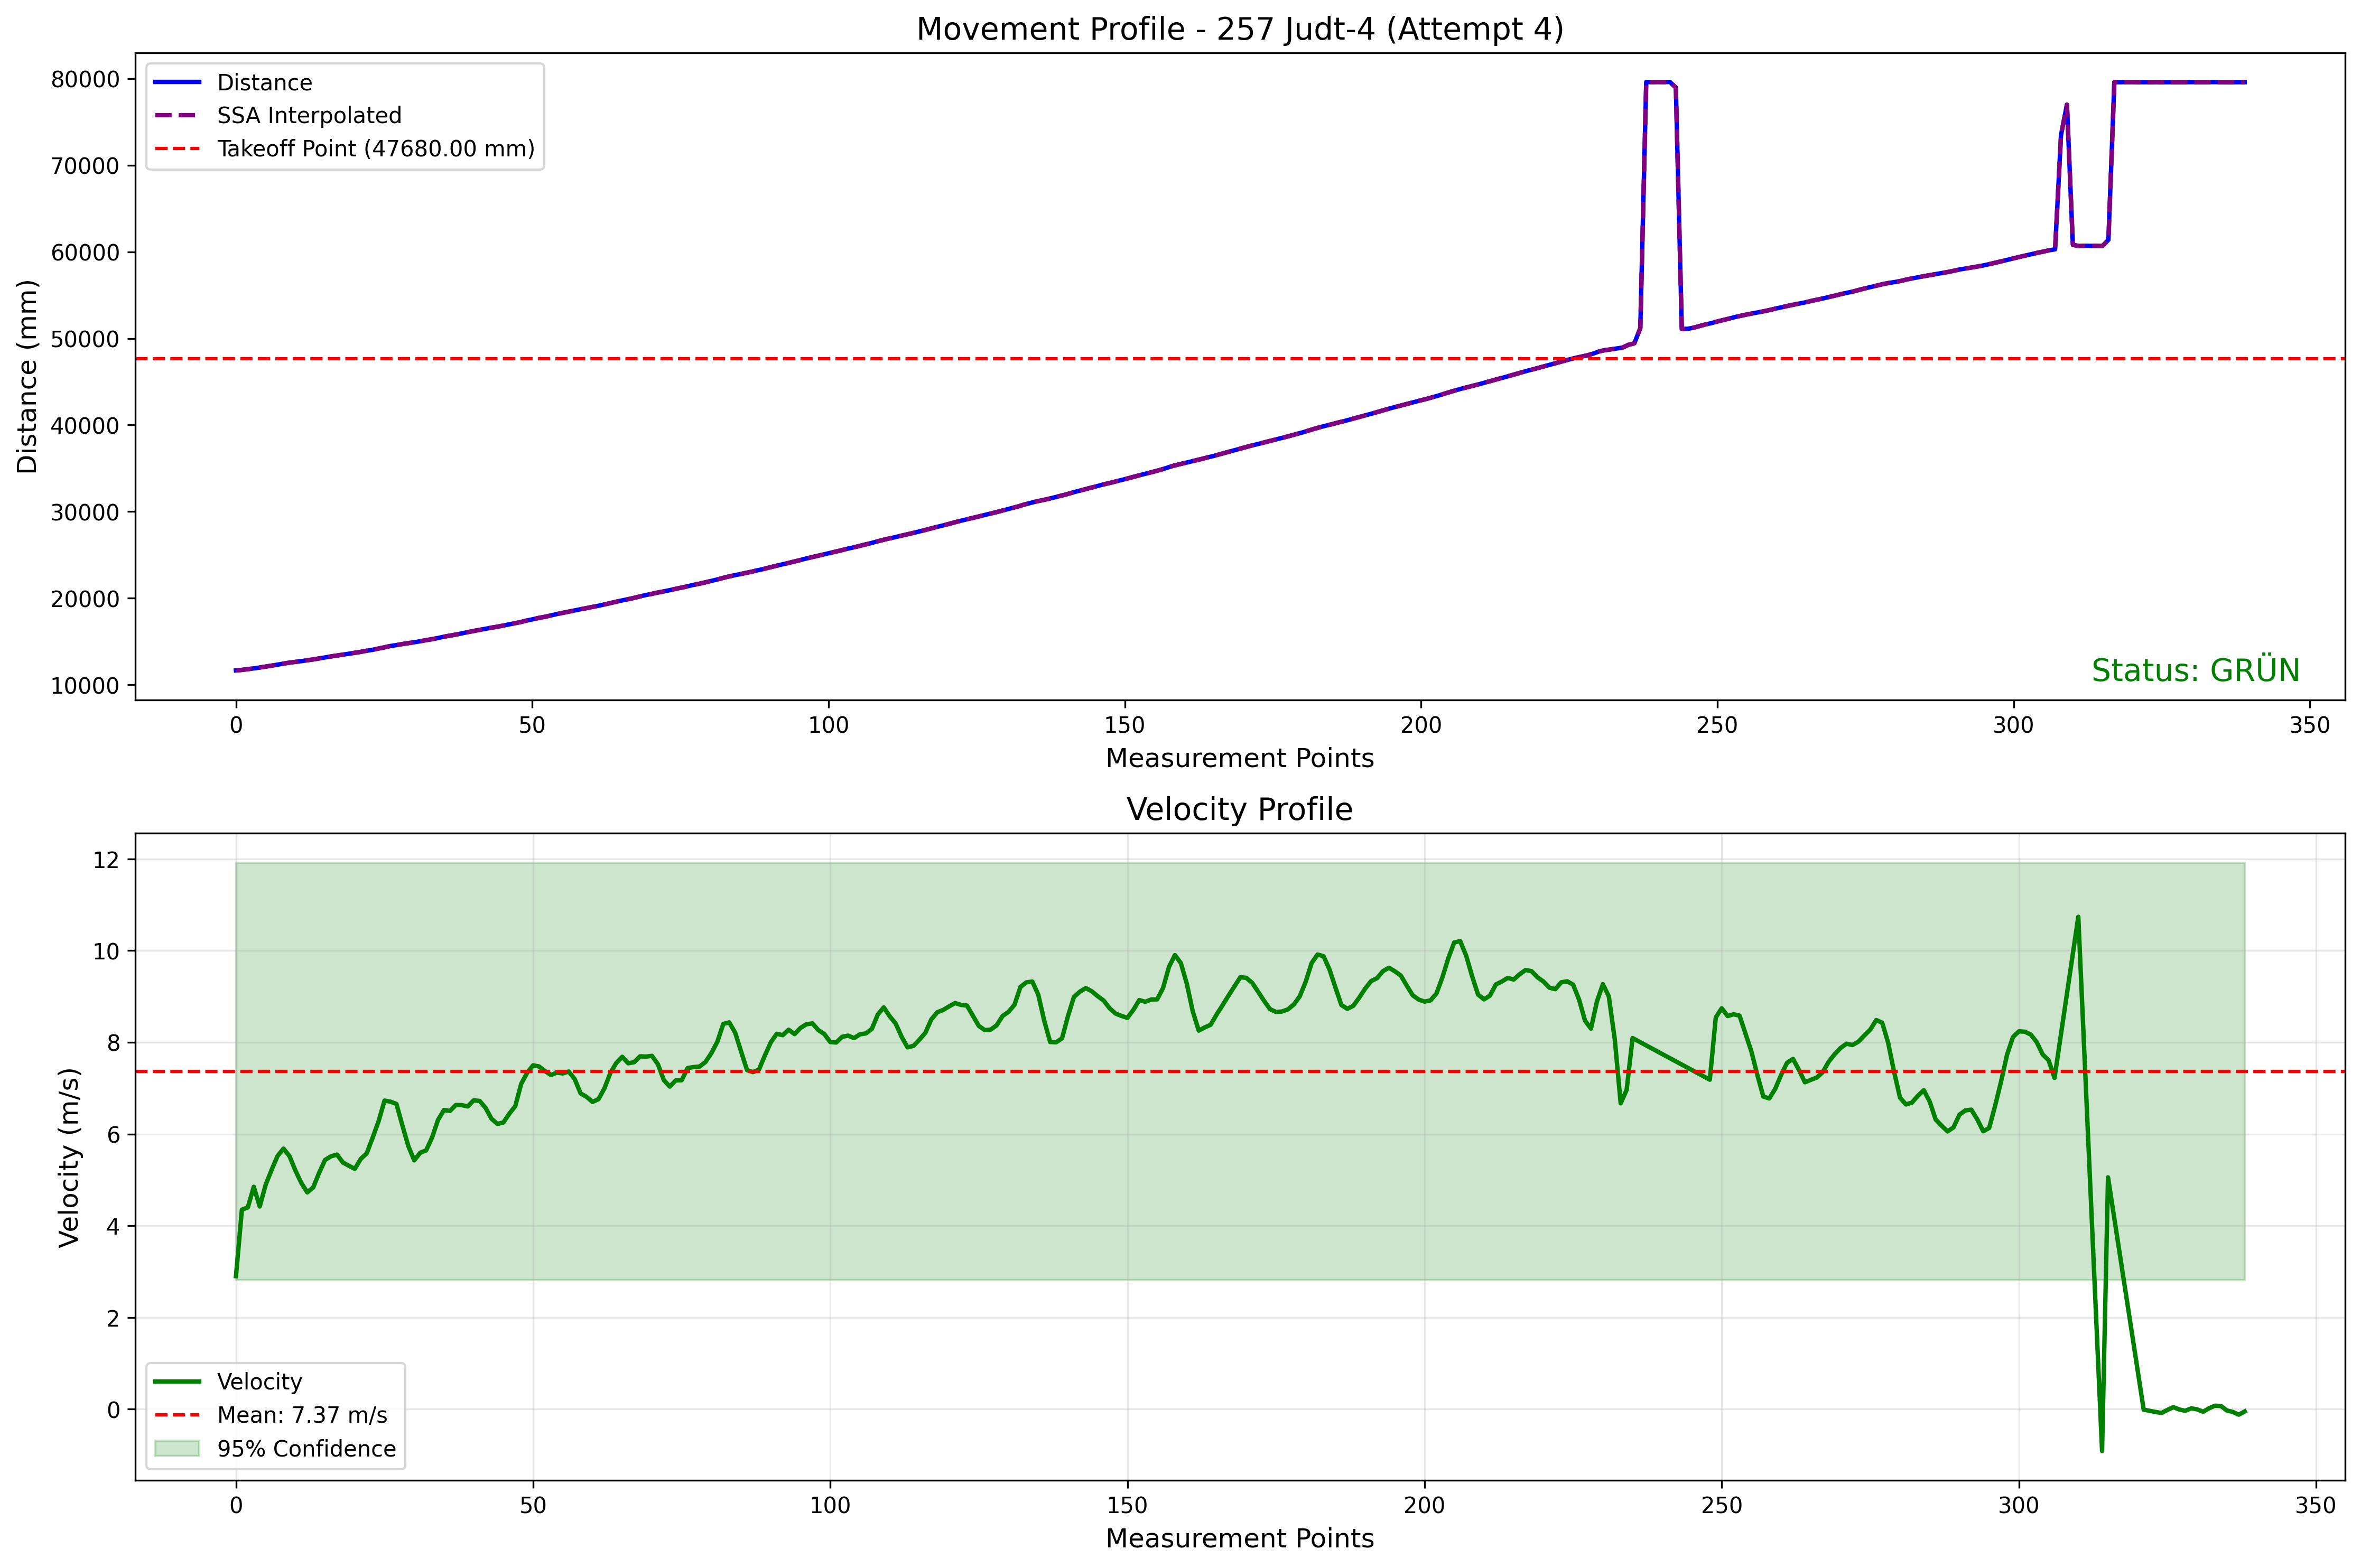 Movement Profile - 257 Judt-4 (Attempt 4)
Distance
SSA Interpolated
Takeoff Point (47680.00 mm)
Distance (mm)
80000
70000
60000
50000
40000
30000
20000
10000
Status: GRÜN
0 50 100 150 200 250 300 350
Measurement Points
Velocity Profile
Velocity (m/s)
12
10
8
6
4
2
0
Velocity
Mean: 7.37 m/s
95% Confidence
0 50 100 150 200 250 300 350
Measurement Points